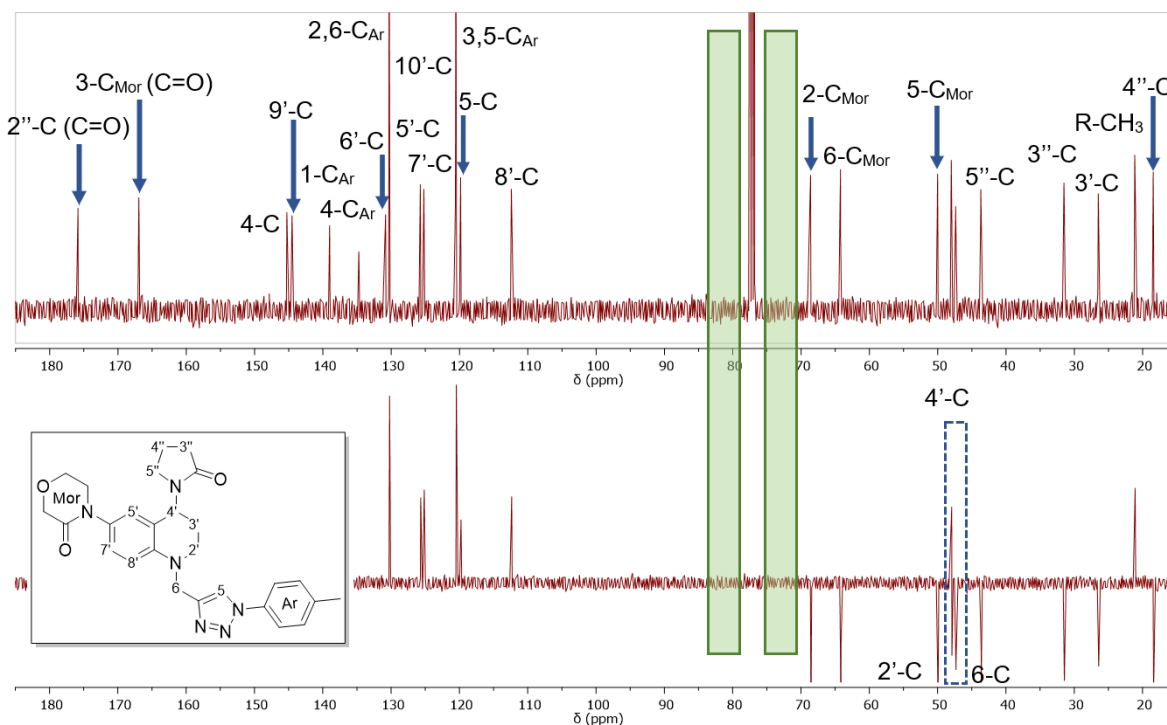 2,6-CAr
3,5-CAr
3-CMor (C=O)
10’-C
2’’-C (C=O)
9’-C
5-C
2-CMor
5-CMor
4’’-C
1-CAr
6’-C
5’-C
7’-C
6-CMor
R-CH3
3’’-C
4-C
4-CAr
8’-C
5’’-C
3’-C
180 170 160 150 140 130 120 110 100 90 80 70 60 50 40 30 20
δ (ppm)
4’-C
4'' 3''
5''
O
N
O
Mor
N
4'
3'
5'
O
7'
2'
8'
N
6
5
N
Ar
N
N
2’-C
6-C
180 170 160 150 140 130 120 110 100 90 80 70 60 50 40 30 20
δ (ppm)